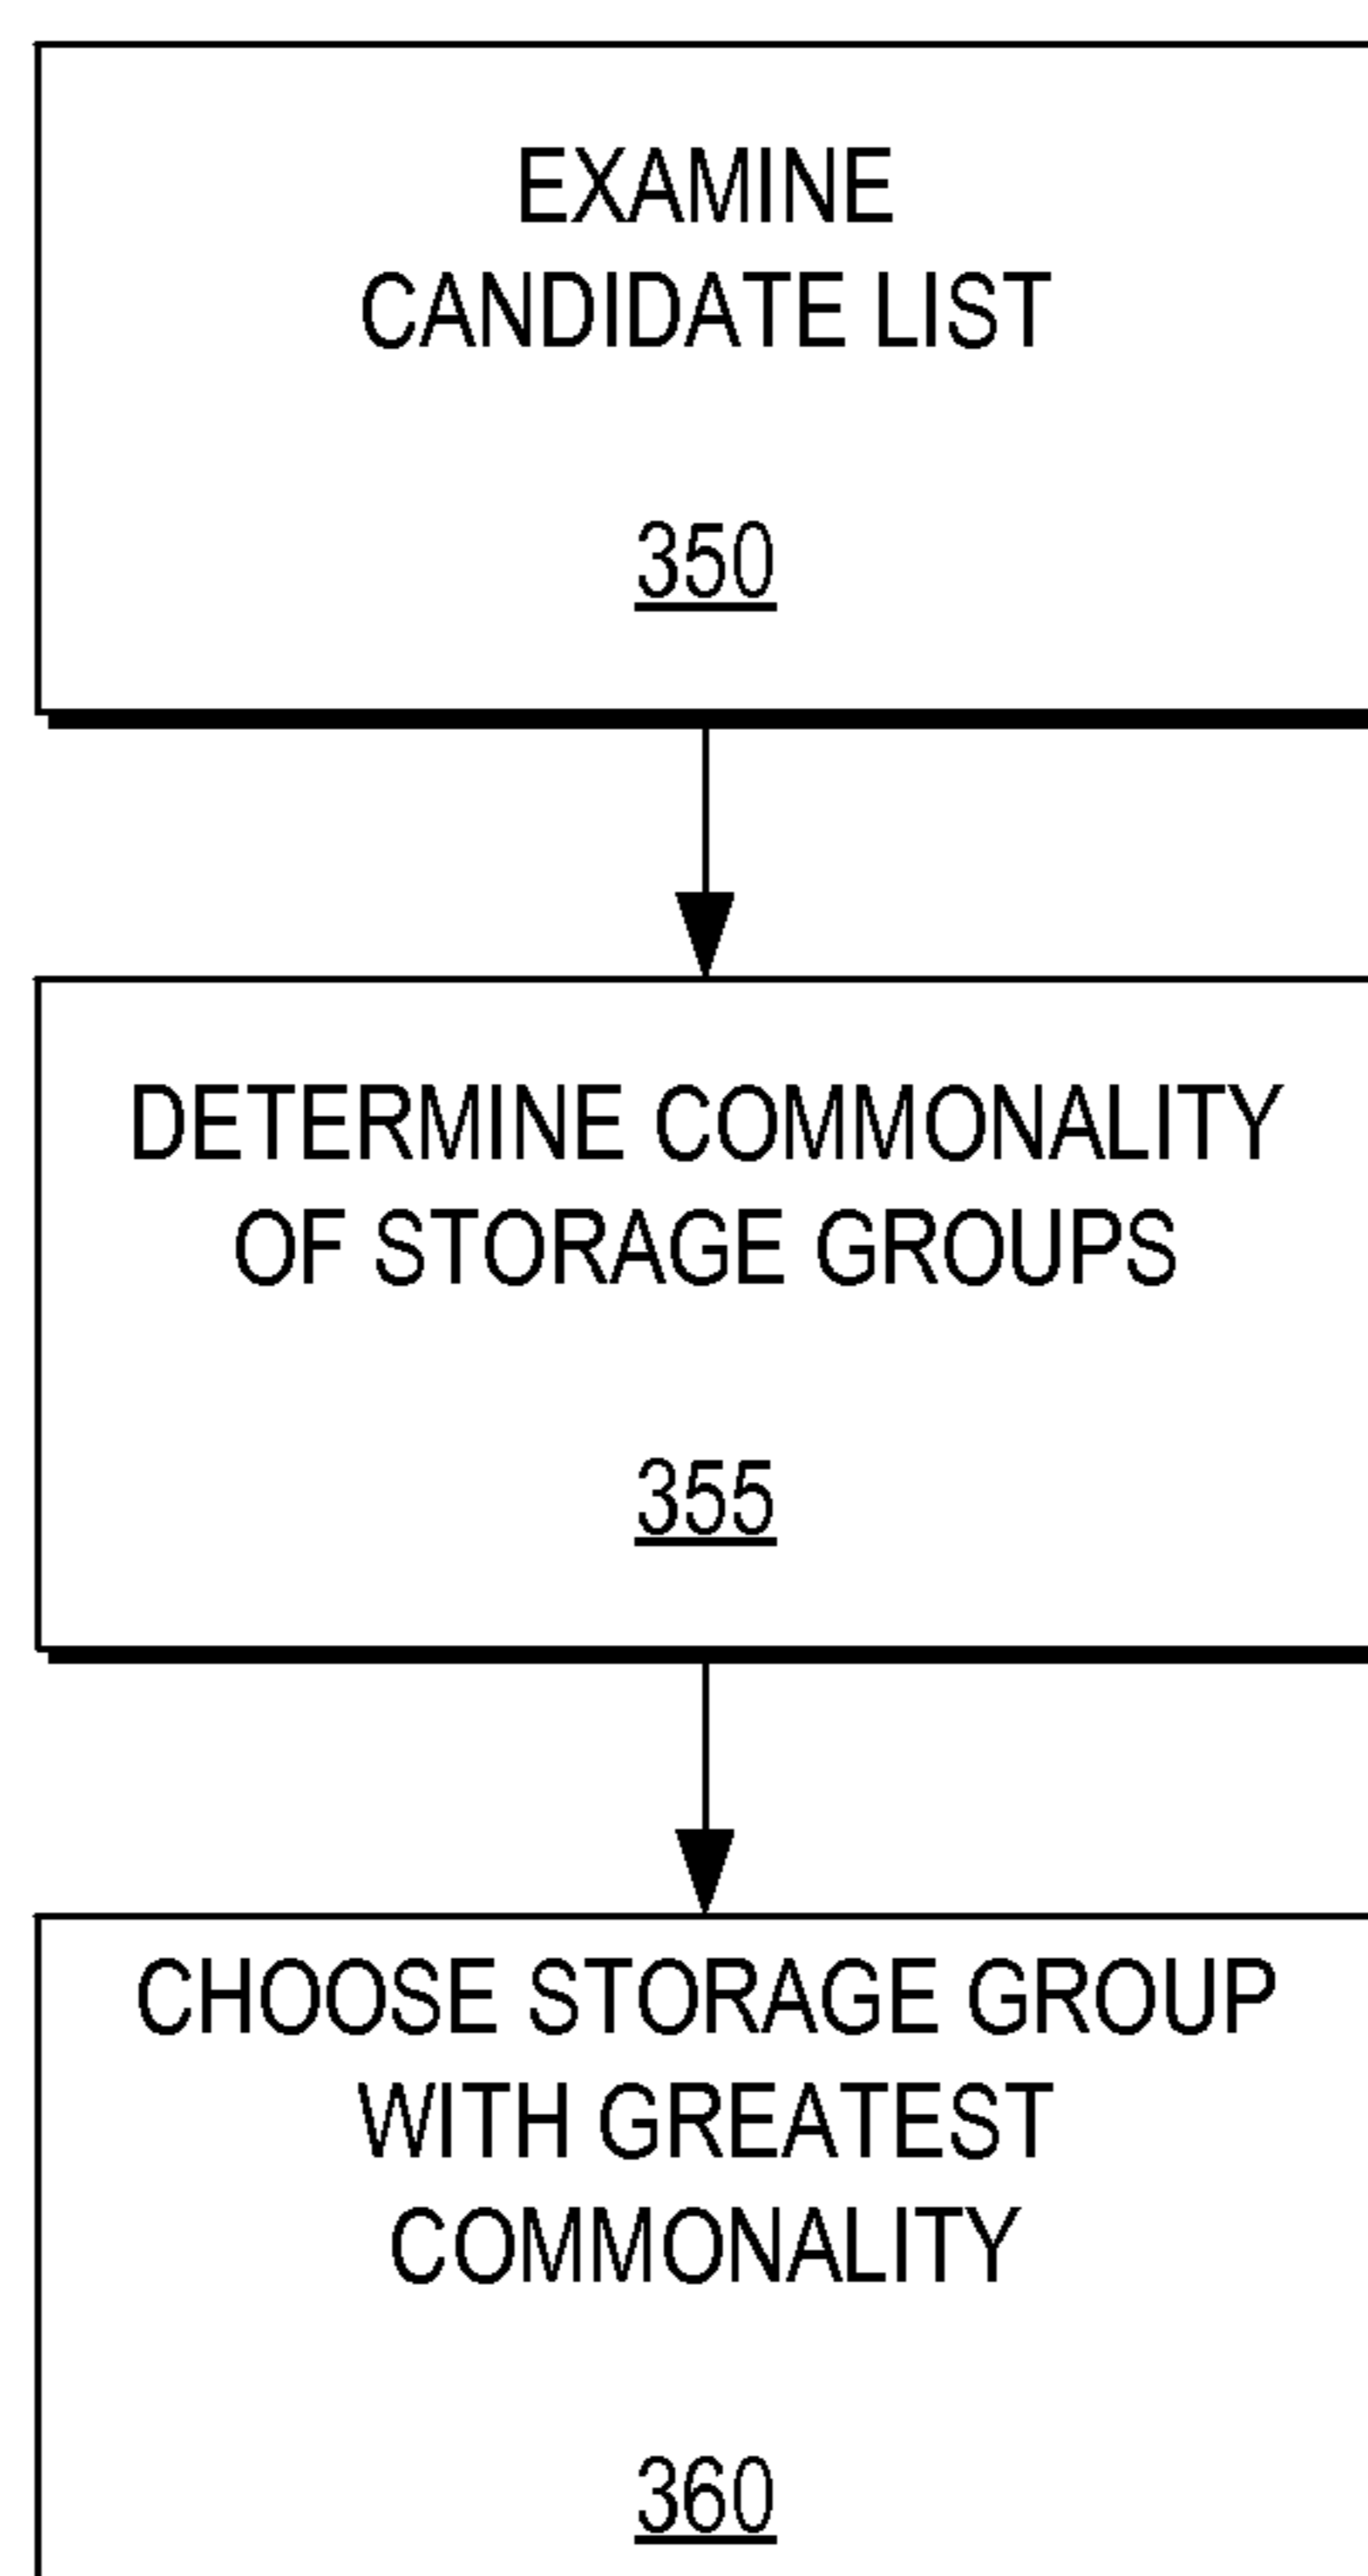 EXAMINE
CANDIDATE LIST
350
DETERMINE COMMONALITY
OF STORAGE GROUPS
355
CHOOSE STORAGE GROUP
WITH GREATEST
COMMONALITY
360